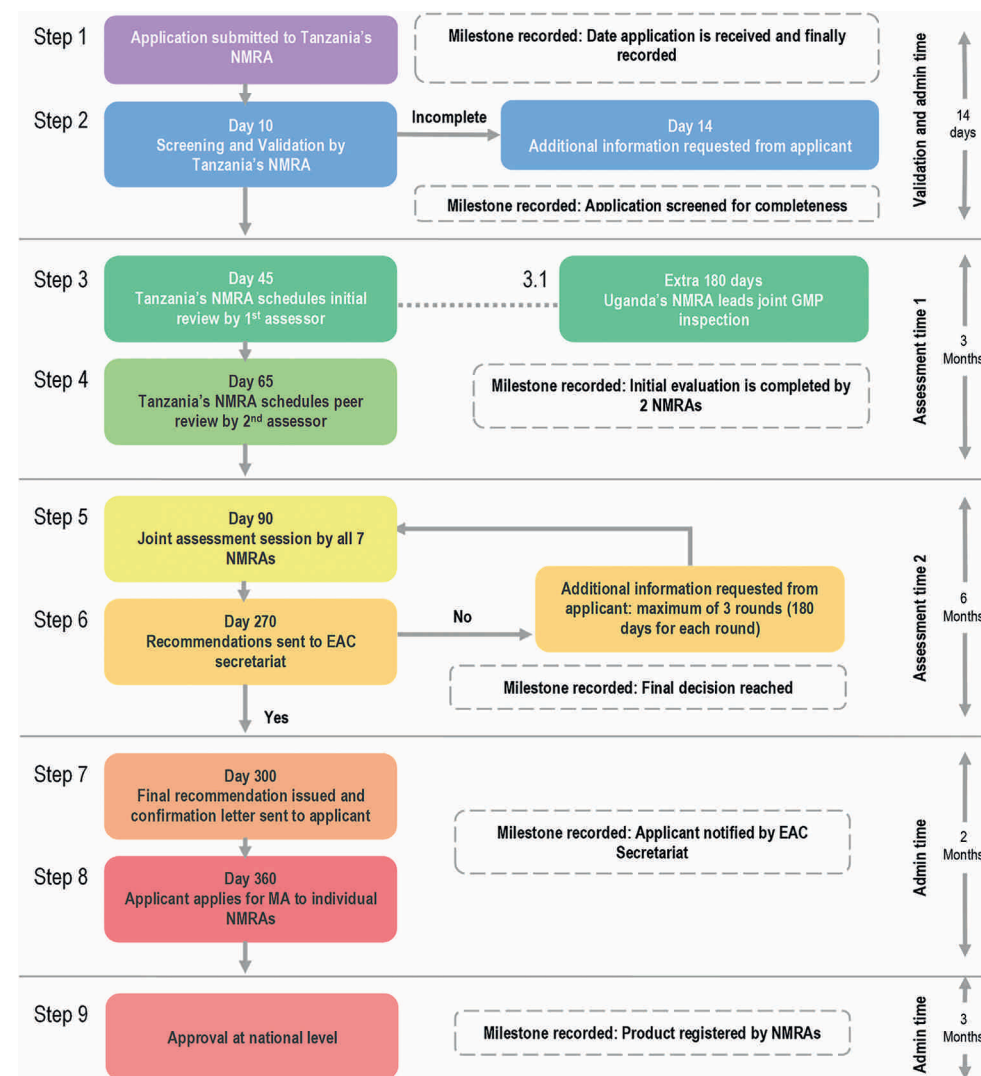 Step 1
Application submitted to Tanzania's
NMRA
Milestone recorded: Date application is received and finally
recorded
Step 2
Day 10
Screening and Validation by
Tanzania's NMRA
Incomplete
Day 14
Additional information requested from applicant
Milestone recorded: Application screened for completeness
Validation and admin time
14
days
Step 3
Day 45
Tanzania's NMRA schedules initial
review by 1st assessor
3.1
Extra 180 days
Uganda's NMRA leads joint GMP
inspection
Step 4
Day 65
Tanzania's NMRA schedules peer
review by 2nd assessor
Milestone recorded: Initial evaluation is completed by
2 NMRAs
Assessment time 1
3
Months
Step 5
Day 90
Joint assessment session by all 7
NMRAs
Step 6
Day 270
Recommendations sent to EAC
secretariat
No
Additional information requested from
applicant: maximum of 3 rounds (180
days for each round)
Milestone recorded: Final decision reached
Yes
Assessment time 2
6
Months
Step 7
Day 300
Final recommendation issued and
confirmation letter sent to applicant
Milestone recorded: Applicant notified by EAC
Secretariat
Step 8
Day 360
Applicant applies for MA to individual
NMRAs
Admin time
2
Months
Step 9
Approval at national level
Milestone recorded: Product registered by NMRAs
Admin time
3
Months